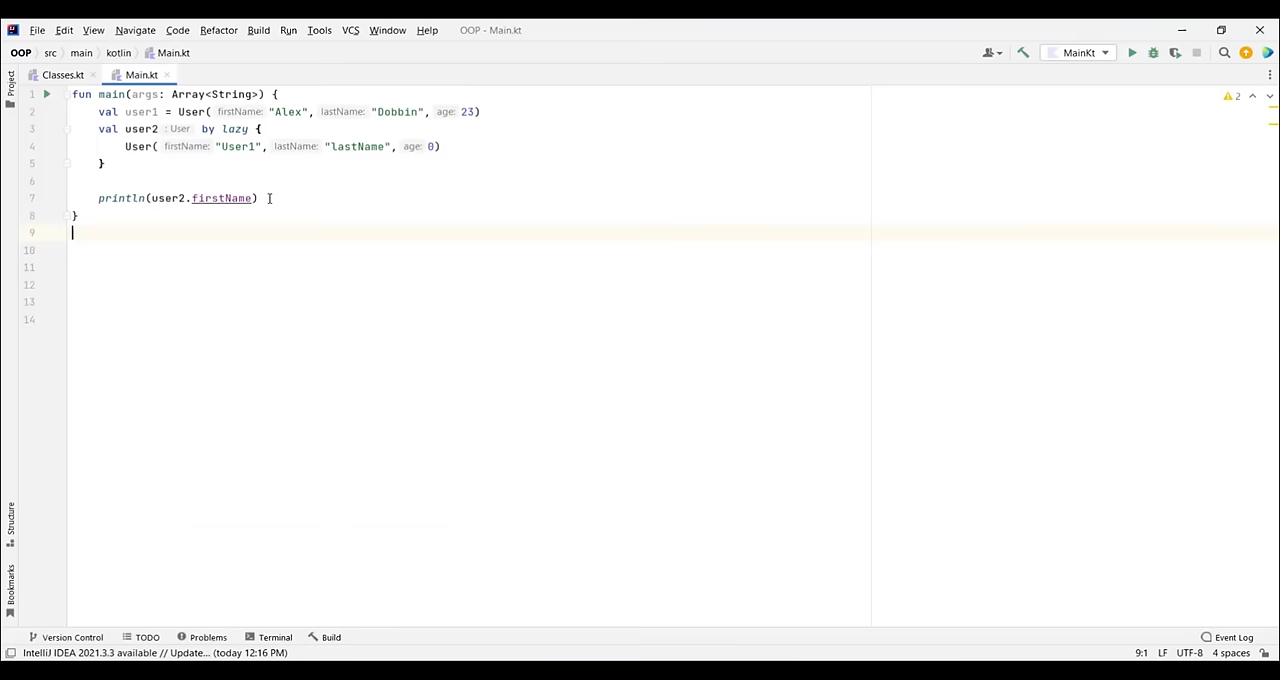 File Edit View Navigate Code Refactor Build Run Tools VCS Window Help OOP - Main.kt
OOP src main kotlin Main.kt MainKt
Classes.kt Main.kt
Project
1 fun main(args: Array<String>) { 2
2 val user1 = User( firstName: "Alex", lastName: "Dobbin", age: 23)
3 val user2 : User by lazy {
4 User( firstName: "User1", lastName: "lastName", age: 0)
5 }
6
7 println(user2.firstName)
8 }
9
10
11
12
13
14
Structure
Bookmarks
Version Control TODO Problems Terminal Build Event Log
IntelliJ IDEA 2021.3.3 available // Update... (today 12:16 PM) 9:1 LF UTF-8 4 spaces